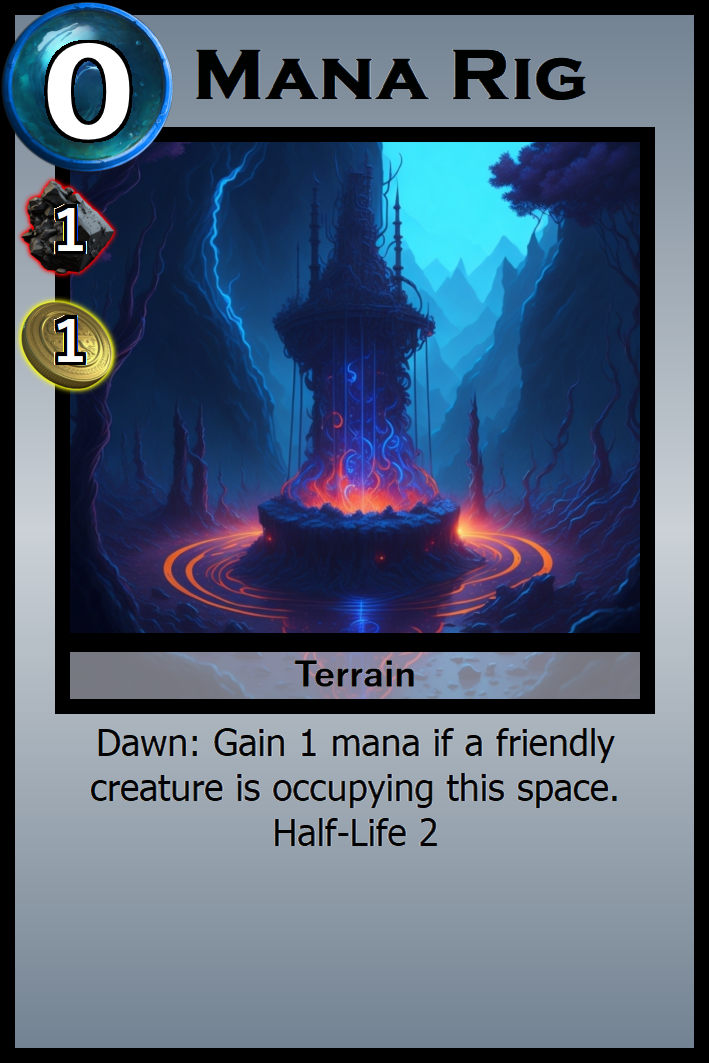 0
Mana Rig
1
1
Terrain
Dawn: Gain 1 mana if a friendly
creature is occupying this space.
Half-Life 2